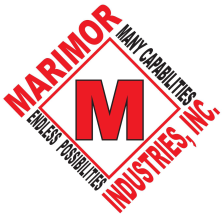 MARIMOR
MANY CAPABILITIES
M
ENDLESS POSSIBILITIES
INDUSTRIES, INC.